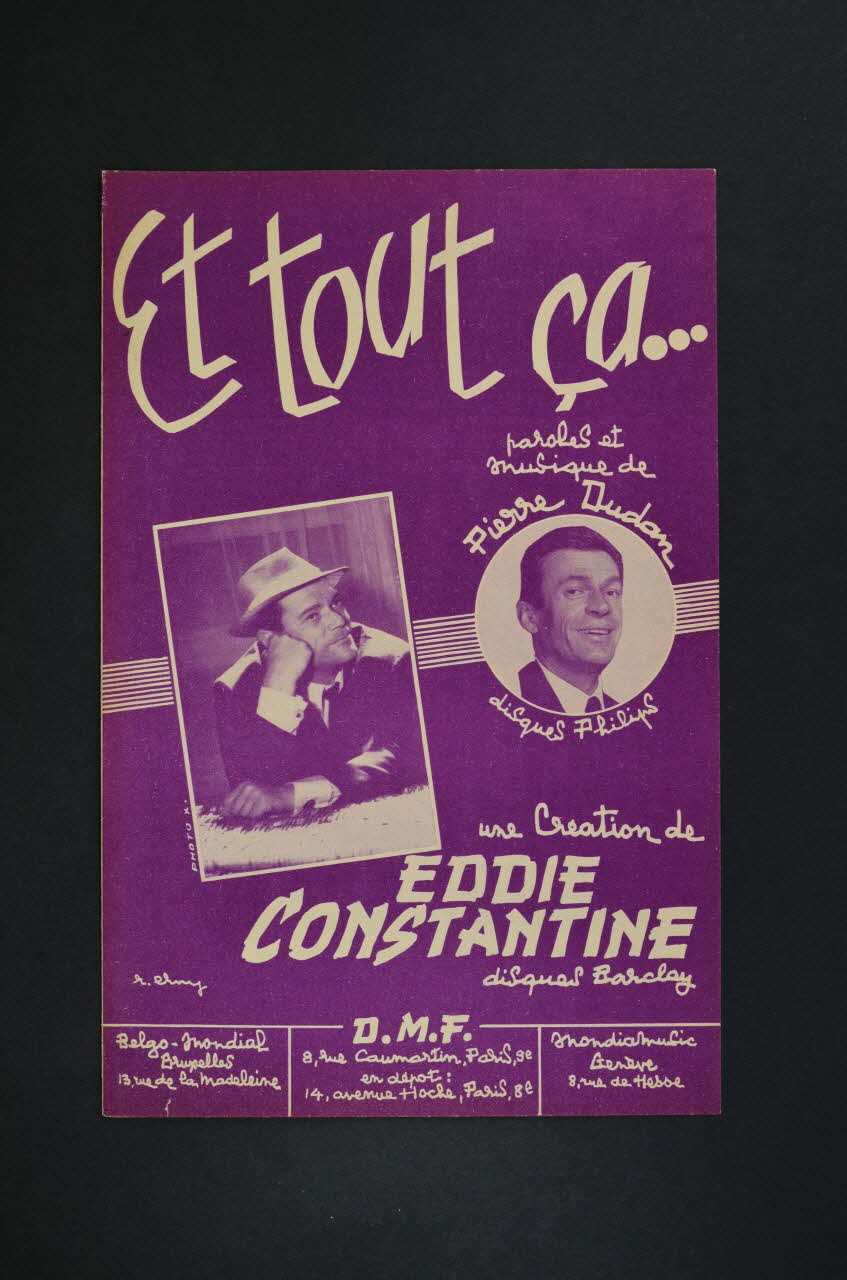 Et tout ça...
paroles et
musique de
Pierre Dudan
disques Philips
PHOTO X.
une Création de
EDDIE
CONSTANTINE
disques Barclay
r. erny
Belgo-Mondial
Bruxelles
13, rue de la Madeleine
D.M.F.
8, rue Caumartin, Paris, 9e
en dépot:
14, avenue Hoche, Paris, 8e
Mondiamusic
Genève
8, rue de Hesse